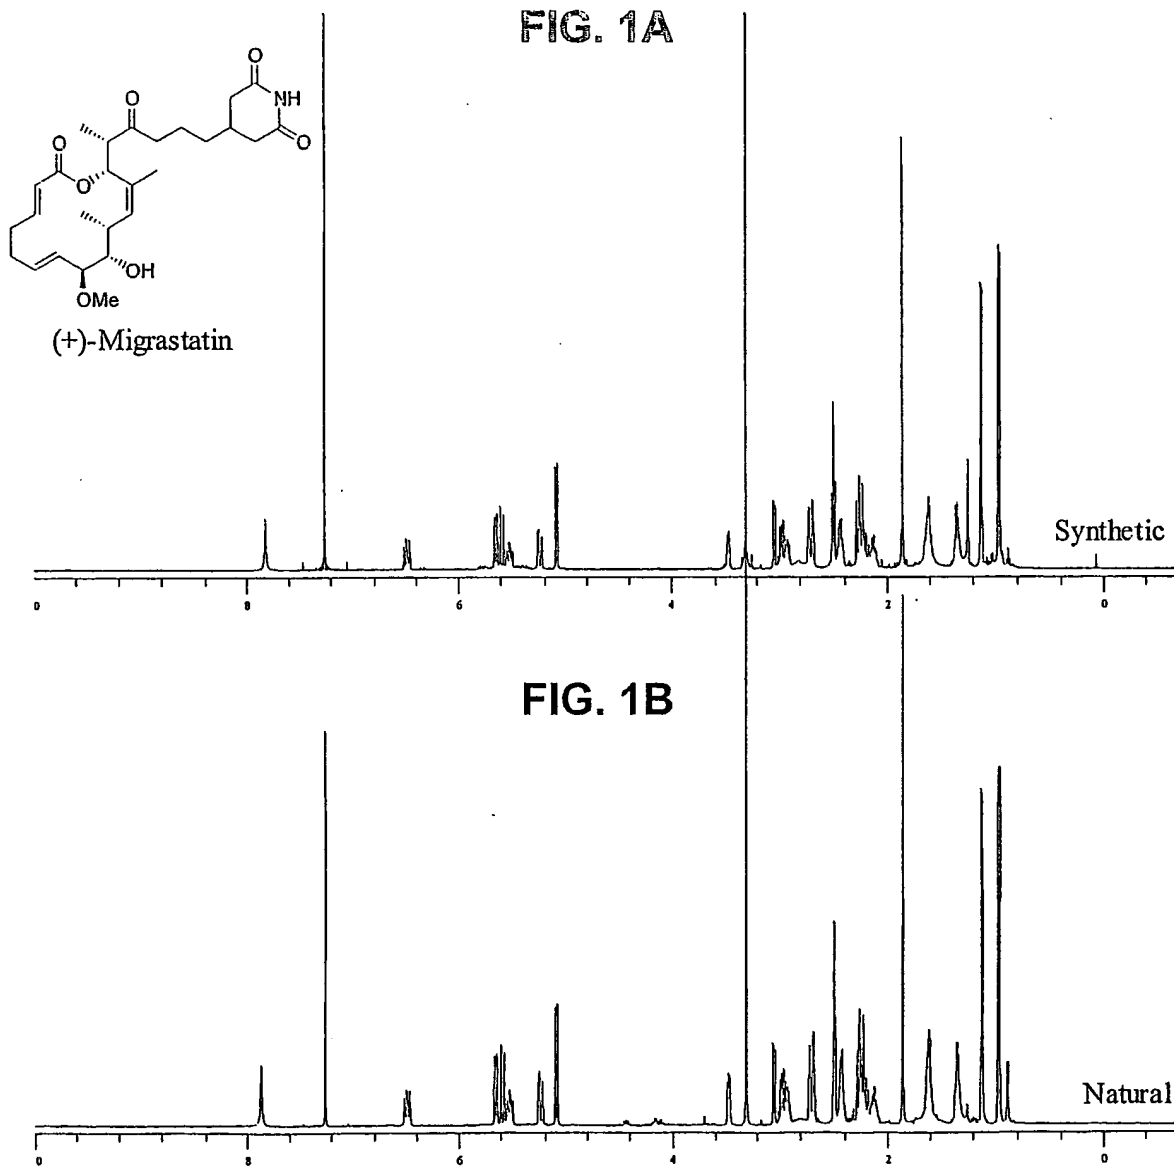 FIG. 1A
O
O
NH
O
O
O
OH
OMe
(+)-Migrastatin
Synthetic
0 8 6 4 2 0
FIG. 1B
Natural
0 8 6 4 2 0